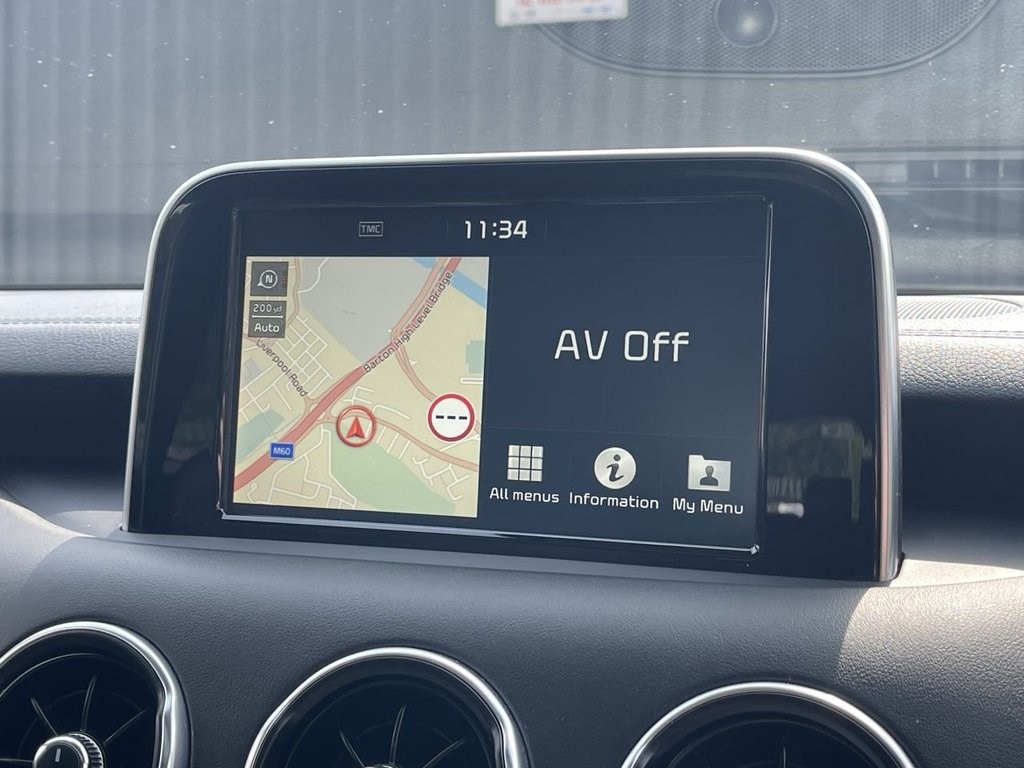 TMC
11:34
N
200 yd
Auto
Barton High Level Bridge
Liverpool Road
M60
---
AV Off
All menus
Information
My Menu